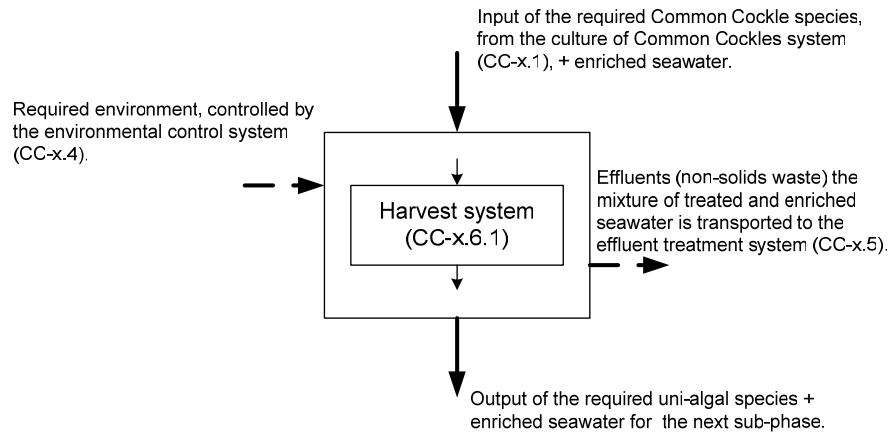 Input of the required Common Cockle species,
from the culture of Common Cockles system
(CC-x.1), + enriched seawater.
Required environment, controlled by
the environmental control system
(CC-x.4).
Harvest system
(CC-x.6.1)
Effluents (non-solids waste) the
mixture of treated and enriched
seawater is transported to the
effluent treatment system (CC-x.5).
Output of the required uni-algal species +
enriched seawater for the next sub-phase.